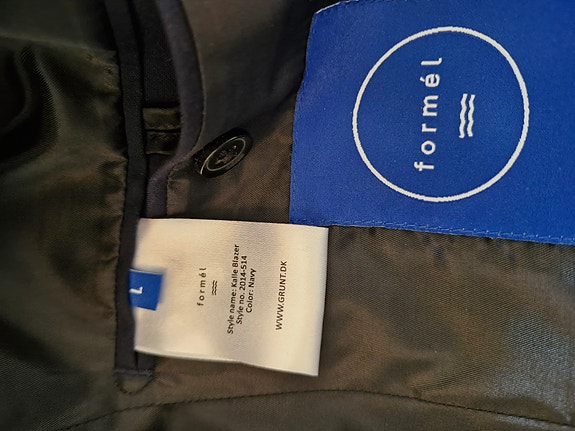 formél
formél
Style name: Kalle Blazer
Style no. 2014-514
Color: Navy
WWW.GRUNT.DK